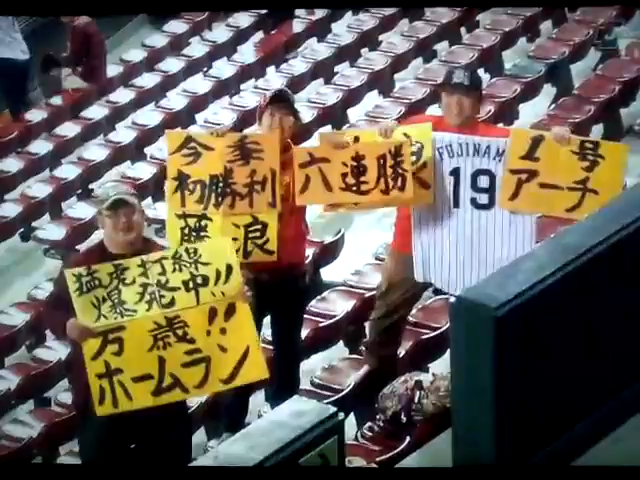 今季
初勝利
藤浪
六連勝
1号
アーチ
FUJINAM
19
猛虎打線
爆発中!!
万歳!!
ホームラン